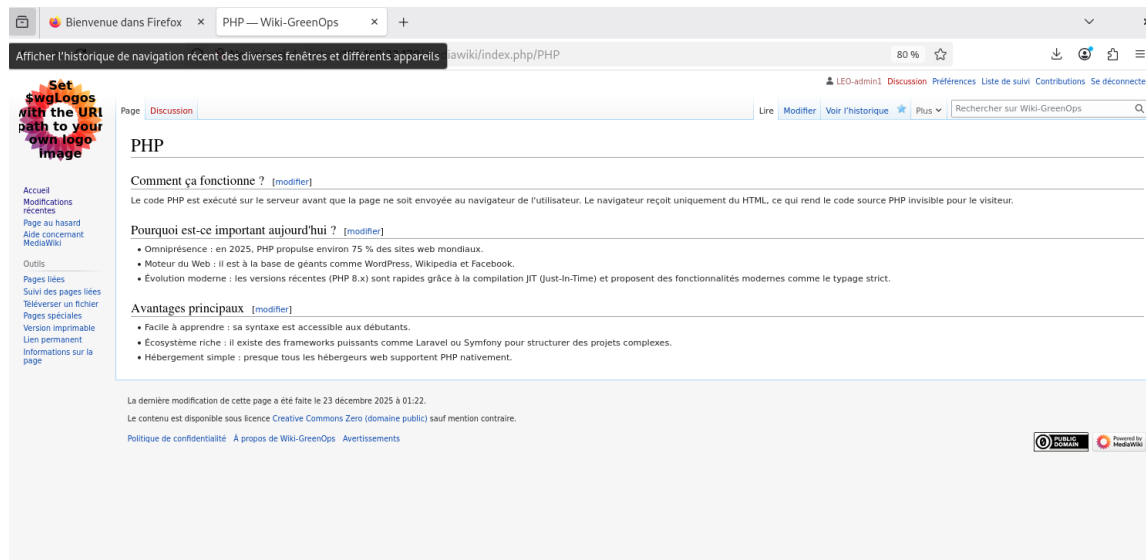 Bienvenue dans Firefox
PHP — Wiki-GreenOps
Afficher l'historique de navigation récent des diverses fenêtres et différents appareils
iawiki/index.php/PHP
80 %
LEO-admin1 Discussion Préférences Liste de suivi Contributions Se déconnecte
Set
$wgLogos
with the URL
path to your
own logo
image
Page Discussion
Lire Modifier Voir l'historique Plus
Rechercher sur Wiki-GreenOps
PHP
Comment ça fonctionne ? [modifier]
Le code PHP est exécuté sur le serveur avant que la page ne soit envoyée au navigateur de l'utilisateur. Le navigateur reçoit uniquement du HTML, ce qui rend le code source PHP invisible pour le visiteur.
Pourquoi est-ce important aujourd'hui ? [modifier]
• Omniprésence : en 2025, PHP propulse environ 75 % des sites web mondiaux.
• Moteur du Web : il est à la base de géants comme WordPress, Wikipedia et Facebook.
• Évolution moderne : les versions récentes (PHP 8.x) sont rapides grâce à la compilation JIT (Just-In-Time) et proposent des fonctionnalités modernes comme le typage strict.
Avantages principaux [modifier]
• Facile à apprendre : sa syntaxe est accessible aux débutants.
• Écosystème riche : il existe des frameworks puissants comme Laravel ou Symfony pour structurer des projets complexes.
• Hébergement simple : presque tous les hébergeurs web supportent PHP nativement.
Accueil
Modifications
récentes
Page au hasard
Aide concernant
MediaWiki
Outils
Pages liées
Suivi des pages liées
Téléverser un fichier
Pages spéciales
Version imprimable
Lien permanent
Informations sur la
page
La dernière modification de cette page a été faite le 23 décembre 2025 à 01:22.
Le contenu est disponible sous licence Creative Commons Zero (domaine public) sauf mention contraire.
Politique de confidentialité À propos de Wiki-GreenOps Avertissements
PUBLIC
DOMAIN
Powered by
MediaWiki